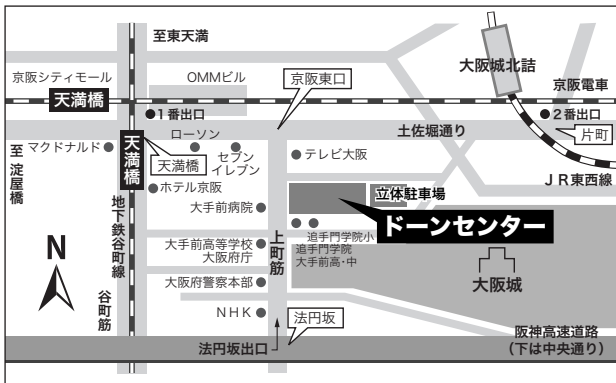 至東天満
大阪城北詰
京阪シティモール
OMMビル
京阪東口
京阪電車
天満橋
●1番出口
●2番出口
片町
ローソン
土佐堀通り
至 淀屋橋
マクドナルド●
天満橋
天満橋
セブン
イレブン
●テレビ大阪
JR東西線
●ホテル京阪
立体駐車場
大手前病院●
ドーンセンター
地下鉄谷町線
上町筋
追手門学院小
大手前高等学校●
大阪府庁
追手門学院
大手前高・中
N
大阪城
大阪府警察本部●
谷町筋
NHK●
法円坂
阪神高速道路
(下は中央通り)
法円坂出口